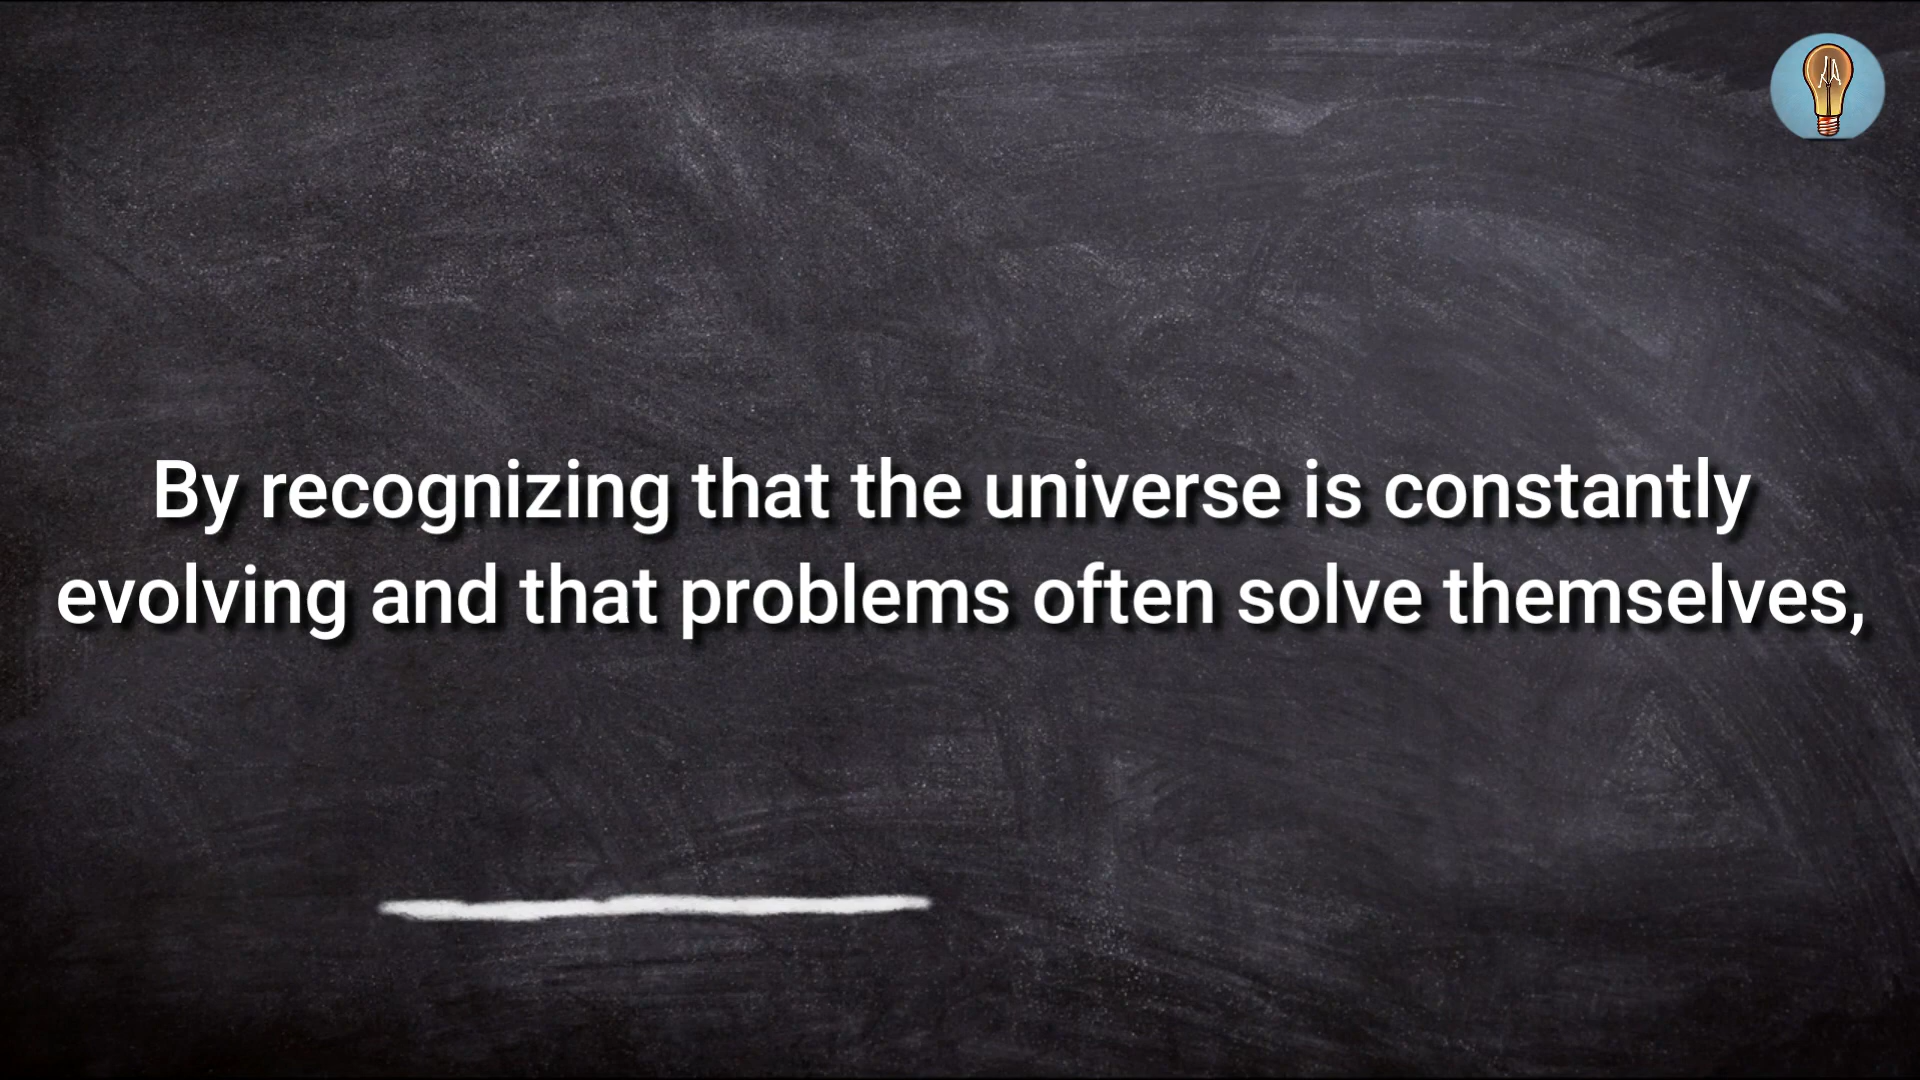 By recognizing that the universe is constantly
evolving and that problems often solve themselves,